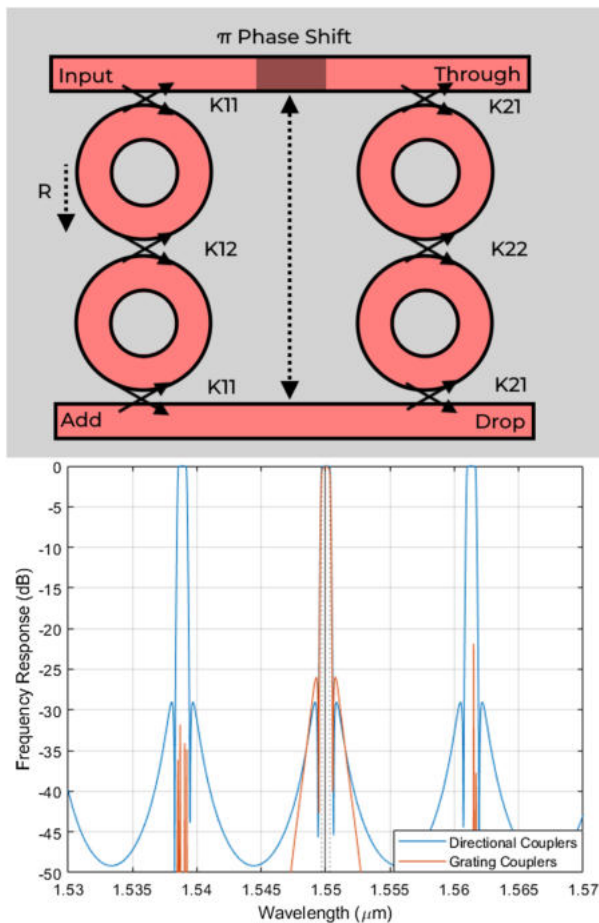 π Phase Shift
Input
Through
K11
K21
R
K12
K22
K11
K21
Add
Drop
0
-5
-10
-15
-20
-25
-30
-35
-40
-45
-50
Frequency Response (dB)
Directional Couplers
Grating Couplers
1.53
1.535
1.54
1.545
1.55
1.555
1.56
1.565
1.57
Wavelength (μm)